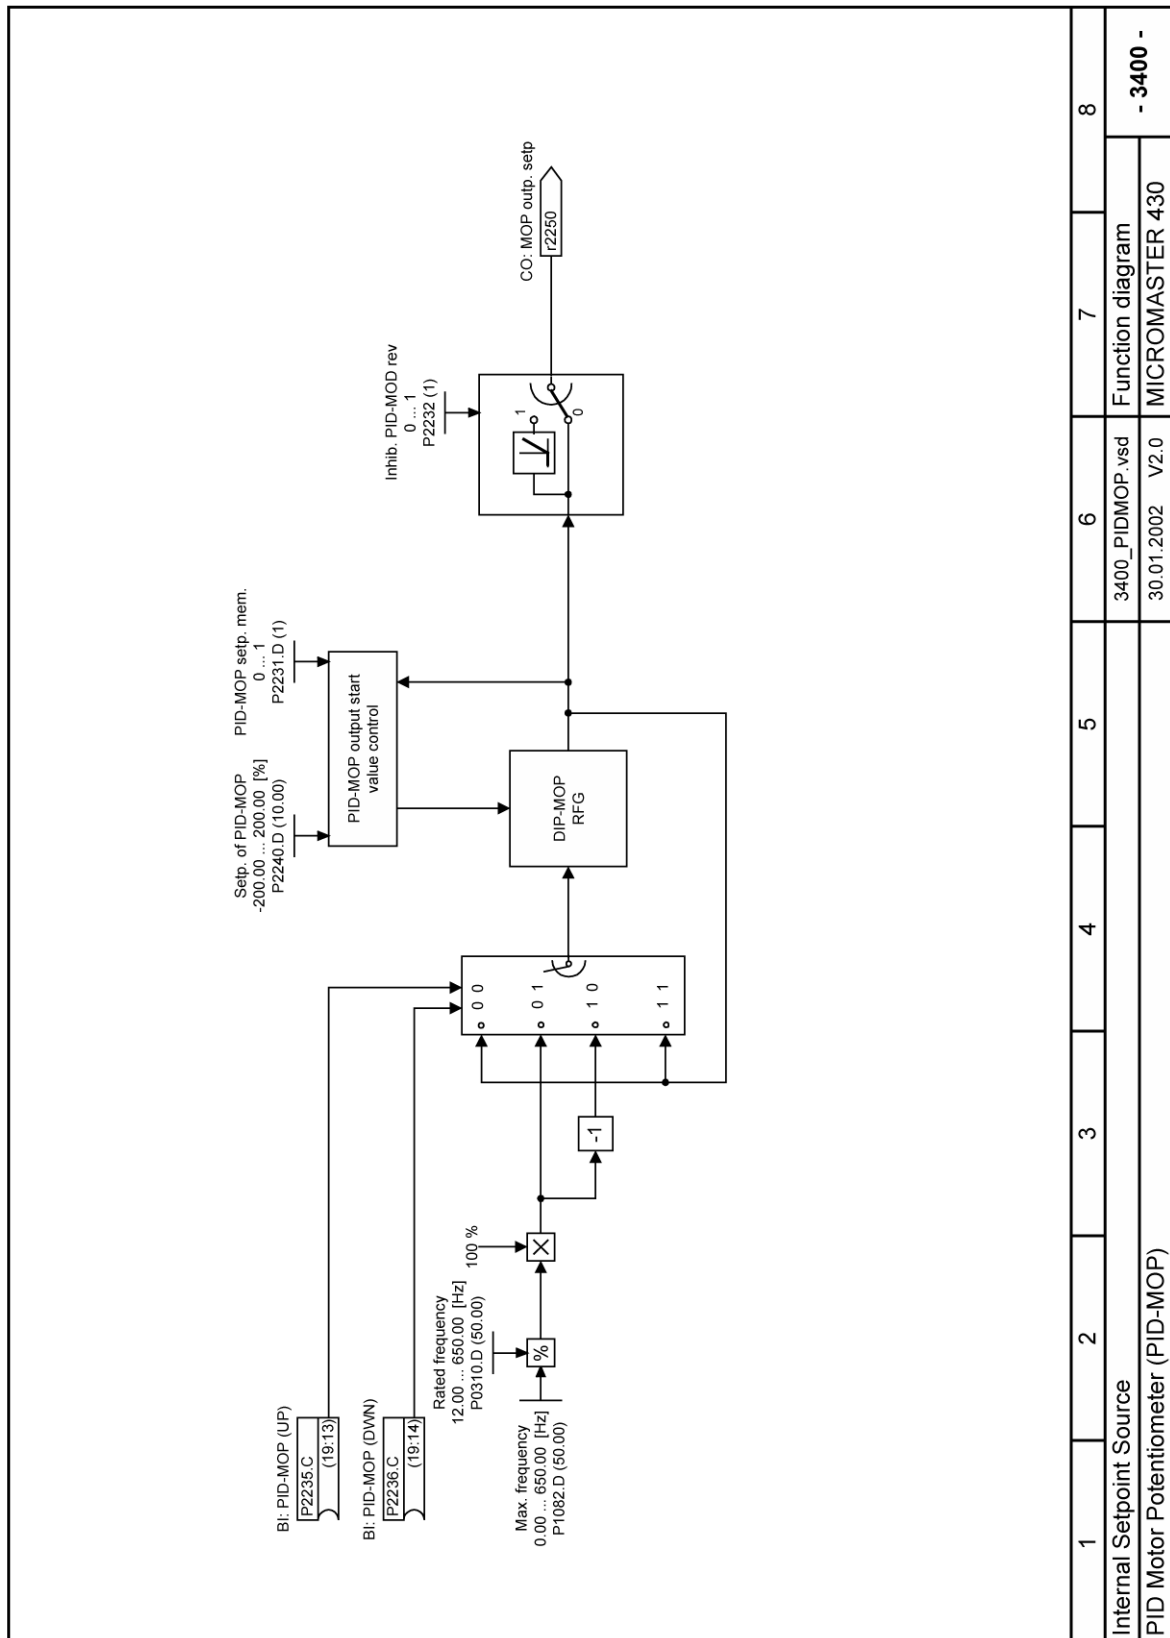 BI: PID-MOP (UP)
P2235.C
(19:13)
BI: PID-MOP (DWN)
P2236.C
(19:14)
Max. frequency
0.00 ... 650.00 [Hz]
P1082.D (50.00)
Rated frequency
12.00 ... 650.00 [Hz]
P0310.D (50.00)
%
100 %
X
-1
0 0
0 1
1 0
1 1
Setp. of PID-MOP
-200.00 ... 200.00 [%]
P2240.D (10.00)
PID-MOP setp. mem.
0 ... 1
P2231.D (1)
PID-MOP output start
value control
DIP-MOP
RFG
Inhib. PID-MOD rev
0 ... 1
P2232 (1)
1
0
CO: MOP outp. setp
r2250
1 2 3 4 5 6 7 8
Internal Setpoint Source
3400_PIDMOP.vsd
Function diagram
- 3400 -
PID Motor Potentiometer (PID-MOP)
30.01.2002 V2.0
MICROMASTER 430